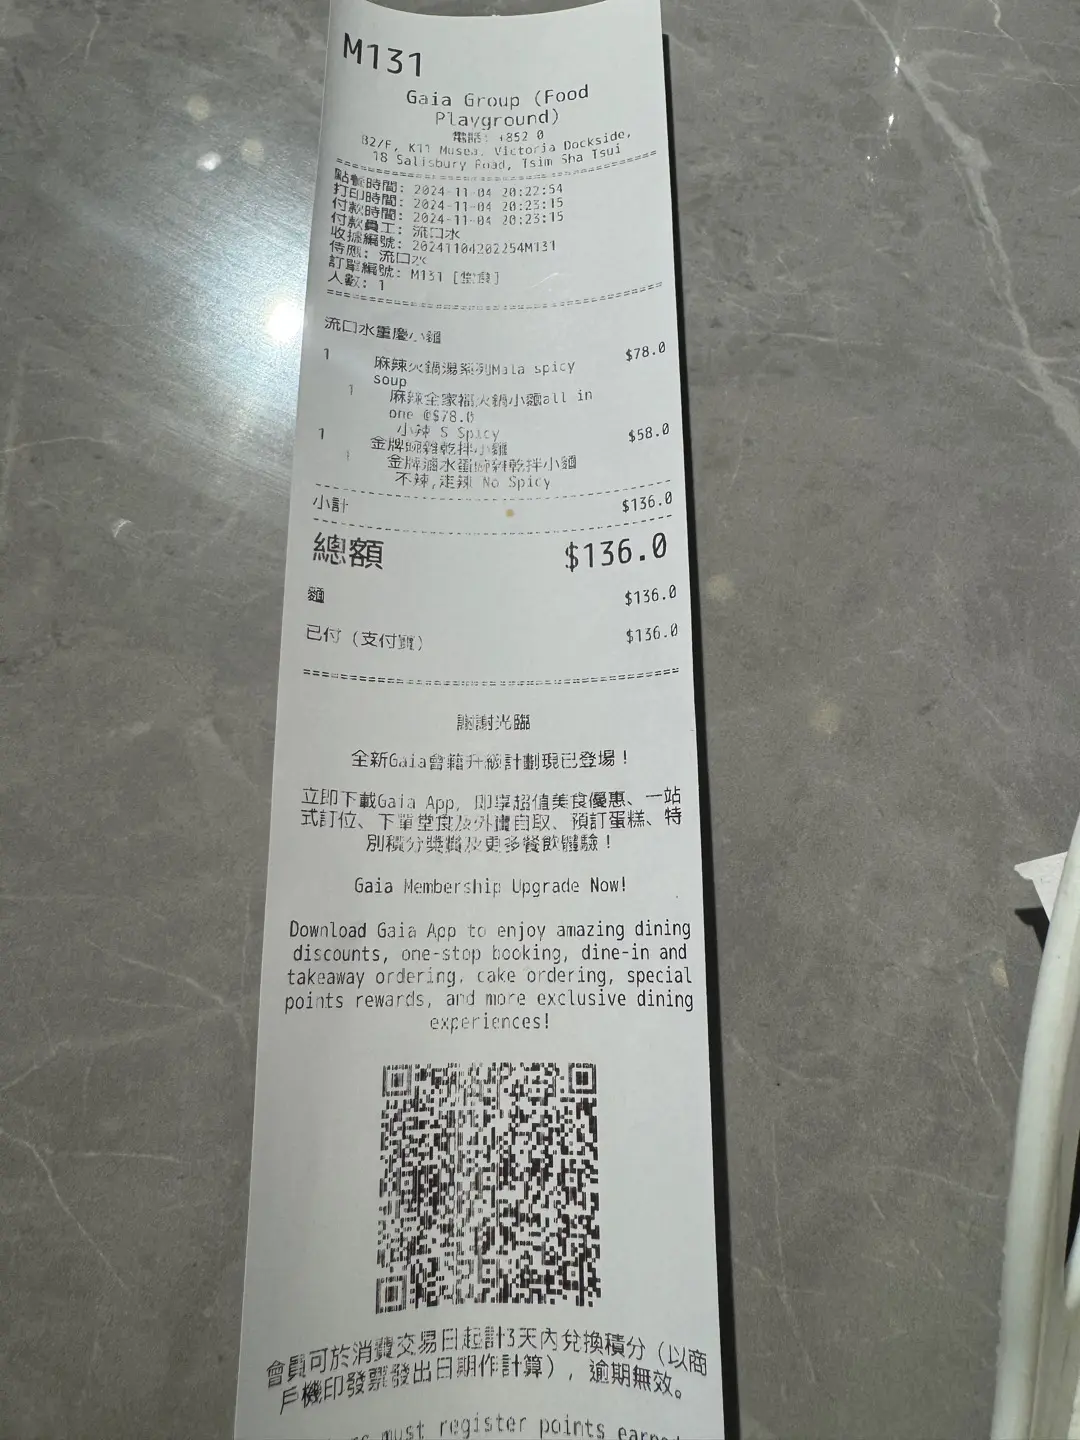 M131
Gaia Group (Food
Playground)
電話: +852 0
B2/F, K11 Musea, Victoria Dockside,
18 Salisbury Road, Tsim Sha Tsui
點餐時間: 2024-11-04 20:22:54
打印時間: 2024-11-04 20:23:15
付款時間: 2024-11-04 20:23:15
付款員工: 流口水
收據編號: 20241104202254M131
侍應: 流口水
訂單編號: M131 [堂食]
人數: 1
流口水重慶小麵
1 麻辣火鍋湯系列Mala spicy $78.0
soup
1 麻辣全家福火鍋小麵all in
one @$78.0
小辣 S Spicy
1 金牌豌雜乾拌小麵 $58.0
1 金牌滷水蛋豌雜乾拌小麵
不辣,走辣 No Spicy
小計 $136.0
總額 $136.0
麵 $136.0
已付 (支付寶) $136.0
謝謝光臨
全新Gaia會籍升級計劃現已登場！
立即下載Gaia App, 即享超值美食優惠、一站
式訂位、下單堂食及外賣自取、預訂蛋糕、特
別積分獎賞及更多餐飲體驗！
Gaia Membership Upgrade Now!
Download Gaia App to enjoy amazing dining
discounts, one-stop booking, dine-in and
takeaway ordering, cake ordering, special
points rewards, and more exclusive dining
experiences!
會員可於消費交易日起計3天內兌換積分（以商
戶機印發票發出日期作計算），逾期無效。
must register points earned